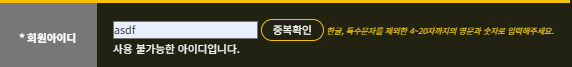 * 회원아이디
asdf 중복확인 한글, 특수문자를 제외한 4~20자까지의 영문과 숫자로 입력해주세요.
사용 불가능한 아이디입니다.